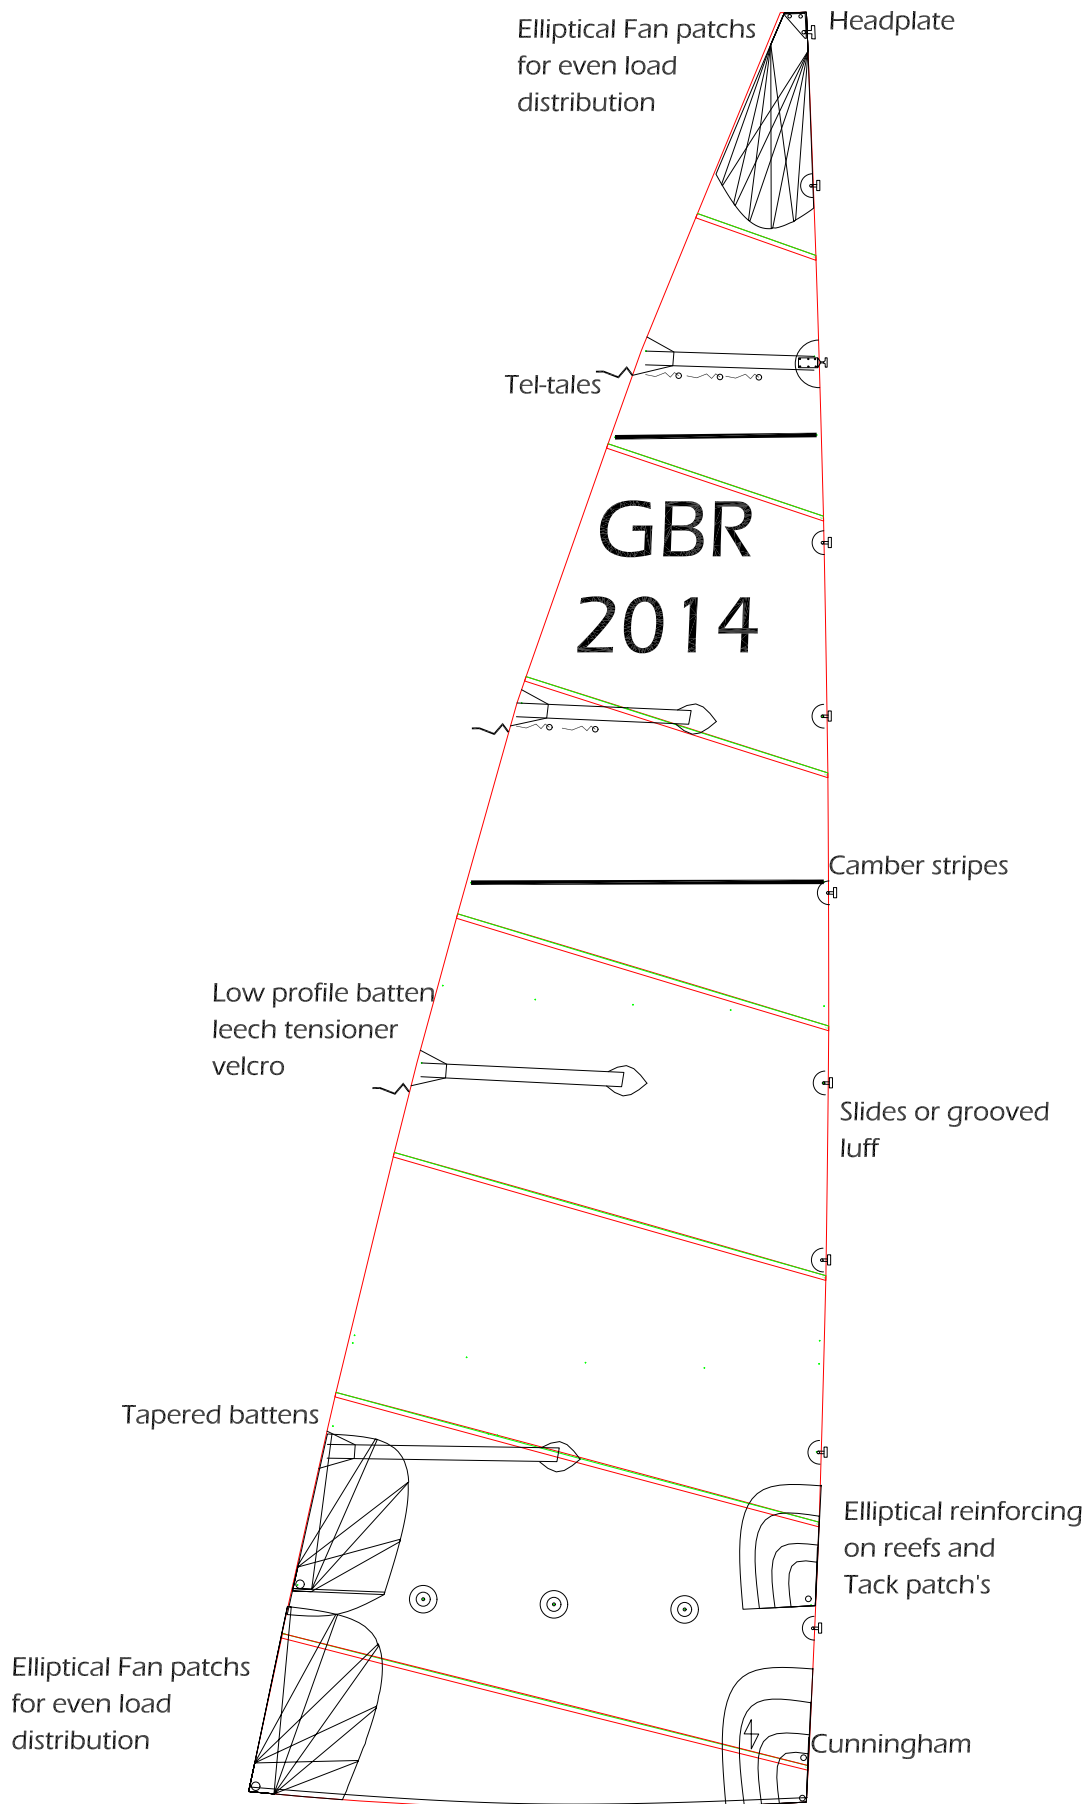 Elliptical Fan patchs
for even load
distribution
Headplate
Tel-tales
GBR
2014
Camber stripes
Low profile batten
leech tensioner
velcro
Slides or grooved
luff
Tapered battens
Elliptical reinforcing
on reefs and
Tack patch's
Elliptical Fan patchs
for even load
distribution
Cunningham